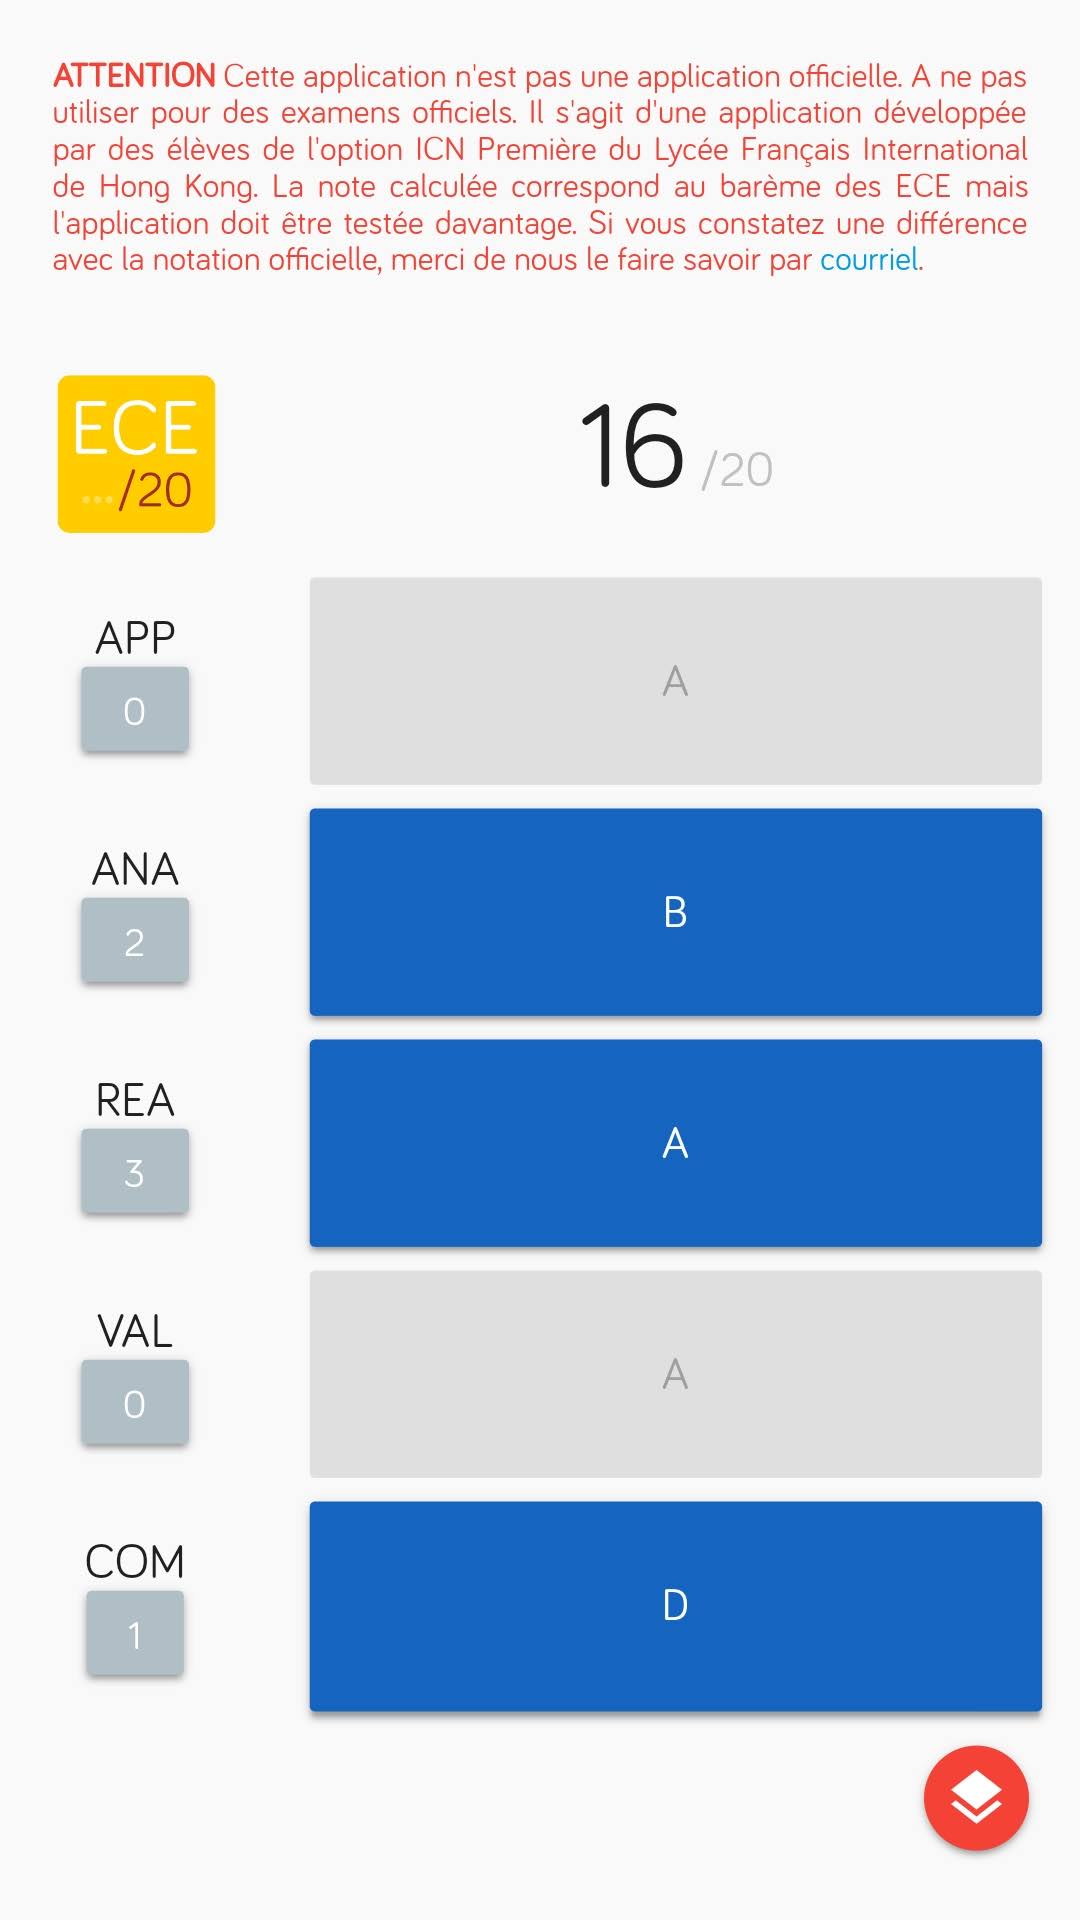 ATTENTION Cette application n'est pas une application officielle. A ne pas
utiliser pour des examens officiels. Il s'agit d'une application développée
par des élèves de l'option ICN Première du Lycée Français International
de Hong Kong. La note calculée correspond au barème des ECE mais
l'application doit être testée davantage. Si vous constatez une différence
avec la notation officielle, merci de nous le faire savoir par courriel.
ECE
.../20
16 /20
APP
0
A
ANA
2
B
REA
3
A
VAL
0
A
COM
1
D